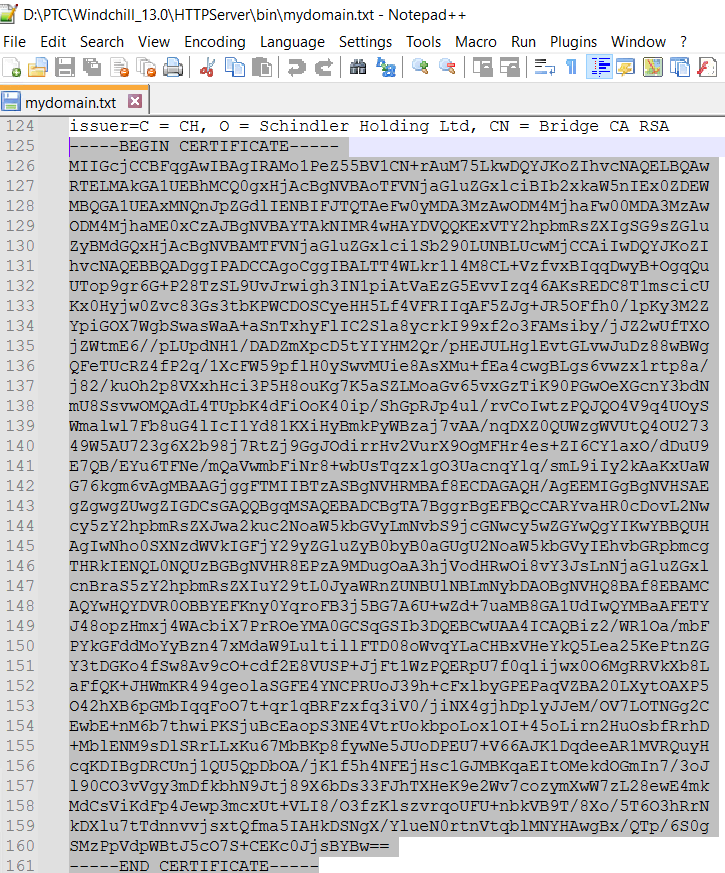 D:\PTC\Windchill_13.0\HTTPServer\bin\mydomain.txt - Notepad++
File Edit Search View Encoding Language Settings Tools Macro Run Plugins Window ?
mydomain.txt
124 issuer=C = CH, O = Schindler Holding Ltd, CN = Bridge CA RSA
125 -----BEGIN CERTIFICATE-----
126 MIIGcjCCBFqgAwIBAgIRAMo1PeZ55BV1CN+rAuM75LkwDQYJKoZIhvcNAQELBQAw
127 RTELMAkGA1UEBhMCQ0gxHjAcBgNVBAoTFVNjaGluZGxlciBIb2xkaW5nIEx0ZDEW
128 MBQGA1UEAxMNQnJpZGdlIENBIFJTQTAeFw0yMDA3MzAwODM4MjhaFw00MDA3MzAw
129 ODM4MjhaME0xCzAJBgNVBAYTAkNIMR4wHAYDVQQKExVTY2hpbmRsZXIgSG9sZGlu
130 ZyBMdGQxHjAcBgNVBAMTFVNjaGluZGxlci1Sb290LUNBLUcwMjCCAiIwDQYJKoZI
131 hvcNAQEBBQADggIPADCCAgoCggIBALTT4WLkr1l4M8CL+VzfvxBIqqDwyB+OgqQu
132 UTop9gr6G+P28TzSL9UvJrwigh3IN1piAtVaEzG5EvvIzq46AKsREDC8T1mscicU
133 Kx0Hyjw0Zvc83Gs3tbKPWCDOSCyeHH5Lf4VFRIIqAF5ZJg+JR5OFfh0/lpKy3M2Z
134 YpiGOX7WgbSwasWaA+aSnTxhyFlIC2Sla8ycrkI99xf2o3FAMsiby/jJZ2wUfTXO
135 jZWtmE6//pLUpdNH1/DADZmXpcD5tYIYHM2Qr/pHEJULHglEvtGLvwJuDz88wBWg
136 QFeTUcRZ4fP2q/1XcFW59pflH0ySwvMUie8AsXMu+fEa4cwgBLgs6vwzx1rtp8a/
137 j82/kuOh2p8VXxhHci3P5H8ouKg7K5aSZLMoaGv65vxGzTiK90PGwOeXGcnY3bdN
138 mU8SsvwOMQAdL4TUpbK4dFiOoK40ip/ShGpRJp4ul/rvCoIwtzPQJQO4V9q4UOyS
139 Wmalwl7Fb8uG4lIcI1Yd81KXiHyBmkPyWBzaj7vAA/nqDXZ0QUWzgWVUtQ4OU273
140 49W5AU723g6X2b98j7RtZj9GgJOdirrHv2VurX9OgMFHr4es+ZI6CY1axO/dDuU9
141 E7QB/EYu6TFNe/mQaVwmbFiNr8+wbUsTqzx1gO3UacnqYlq/smL9iIy2kAaKxUaW
142 G76kgm6vAgMBAAGjggFTMIIBTzASBgNVHRMBAf8ECDAGAQH/AgEEMIGgBgNVHSAE
143 gZgwgZUwgZIGDCsGAQQBgqMSAQEBADCBgTA7BggrBgEFBQcCARYvaHR0cDovL2Nw
144 cy5zY2hpbmRsZXJwa2kuc2NoaW5kbGVyLmNvbS9jcGNwcy5wZGYwQgYIKwYBBQUH
145 AgIwNho0SXNzdWVkIGFjY29yZGluZyB0byB0aGUgU2NoaW5kbGVyIEhvbGRpbmcg
146 THRkIENQL0NQUzBGBgNVHR8EPzA9MDugOaA3hjVodHRwOi8vY3JsLnNjaGluZGxl
147 cnBraS5zY2hpbmRsZXIuY29tL0JyaWRnZUNBUlNBLmNybDAOBgNVHQ8BAf8EBAMC
148 AQYwHQYDVR0OBBYEFKny0YqroFB3j5BG7A6U+wZd+7uaMB8GA1UdIwQYMBaAFETY
149 J48opzHmxj4WAcbiX7PrROeYMA0GCSqGSIb3DQEBCwUAA4ICAQBiz2/WR1Oa/mbF
150 PYkGFddMoYyBzn47xMdaW9LultillFTD08oWvqYLaCHBxVHeYkQ5Lea25KePtnZG
151 Y3tDGKo4fSw8Av9cO+cdf2E8VUSP+JjFt1WzPQERpU7f0qlijwx0O6MgRRVkXb8L
152 aFfQK+JHWmKR494geolaSGFE4YNCPRUoJ39h+cFxlbyGPEPaqVZBA20LXytOAXP5
153 O42hXB6pGMbIqqFoO7t+qr1qBRFzxfq3iV0/jiNX4gjhDplyJJeM/OV7LOTNGg2C
154 EwbE+nM6b7thwiPKSjuBcEaopS3NE4VtrUokbpoLox1OI+45oLirn2HuOsbfRrhD
155 +MblENM9sDlSRrLLxKu67MbBKp8fywNe5JUoDPEU7+V66AJK1DqdeeAR1MVRQuyH
156 cqKDIBgDRCUnj1QU5QpDbOA/jK1f5h4NFEjHsc1GJMBKqaEItOMekdOGmIn7/3oJ
157 l90CO3vVgy3mDfkbhN9Jtj89X6bDs33FJhTXHeK9e2Wv7cozymXwW7zL28ewE4mk
158 MdCsViKdFp4Jewp3mcxUt+VLI8/O3fzKlszvrqoUFU+nbkVB9T/8Xo/5T6O3hRrN
159 kDXlu7tTdnnvvjsxtQfma5IAHkDSNgX/YlueN0rtnVtqblMNYHAwgBx/QTp/6S0g
160 SMzPpVdpWBtJ5cO7S+CEKc0JjsBYBw==
161 -----END CERTIFICATE-----